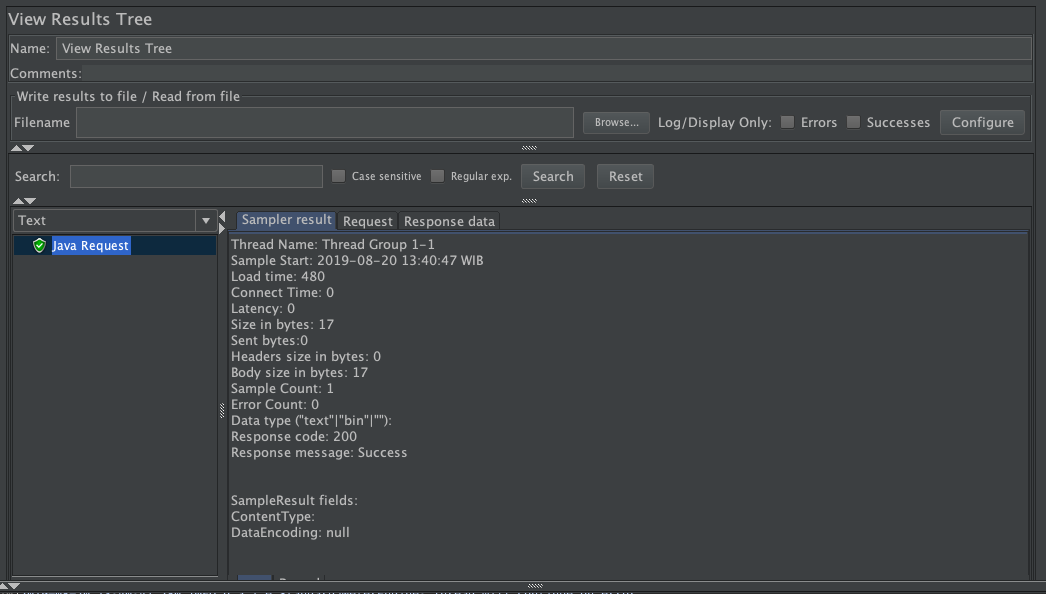 View Results Tree
Name: View Results Tree
Comments:
Write results to file / Read from file
Filename Browse... Log/Display Only: Errors Successes Configure
Search: Case sensitive Regular exp. Search Reset
Text
Java Request
Sampler result Request Response data
Thread Name: Thread Group 1-1
Sample Start: 2019-08-20 13:40:47 WIB
Load time: 480
Connect Time: 0
Latency: 0
Size in bytes: 17
Sent bytes:0
Headers size in bytes: 0
Body size in bytes: 17
Sample Count: 1
Error Count: 0
Data type ("text"|"bin"|""):
Response code: 200
Response message: Success
SampleResult fields:
ContentType:
DataEncoding: null